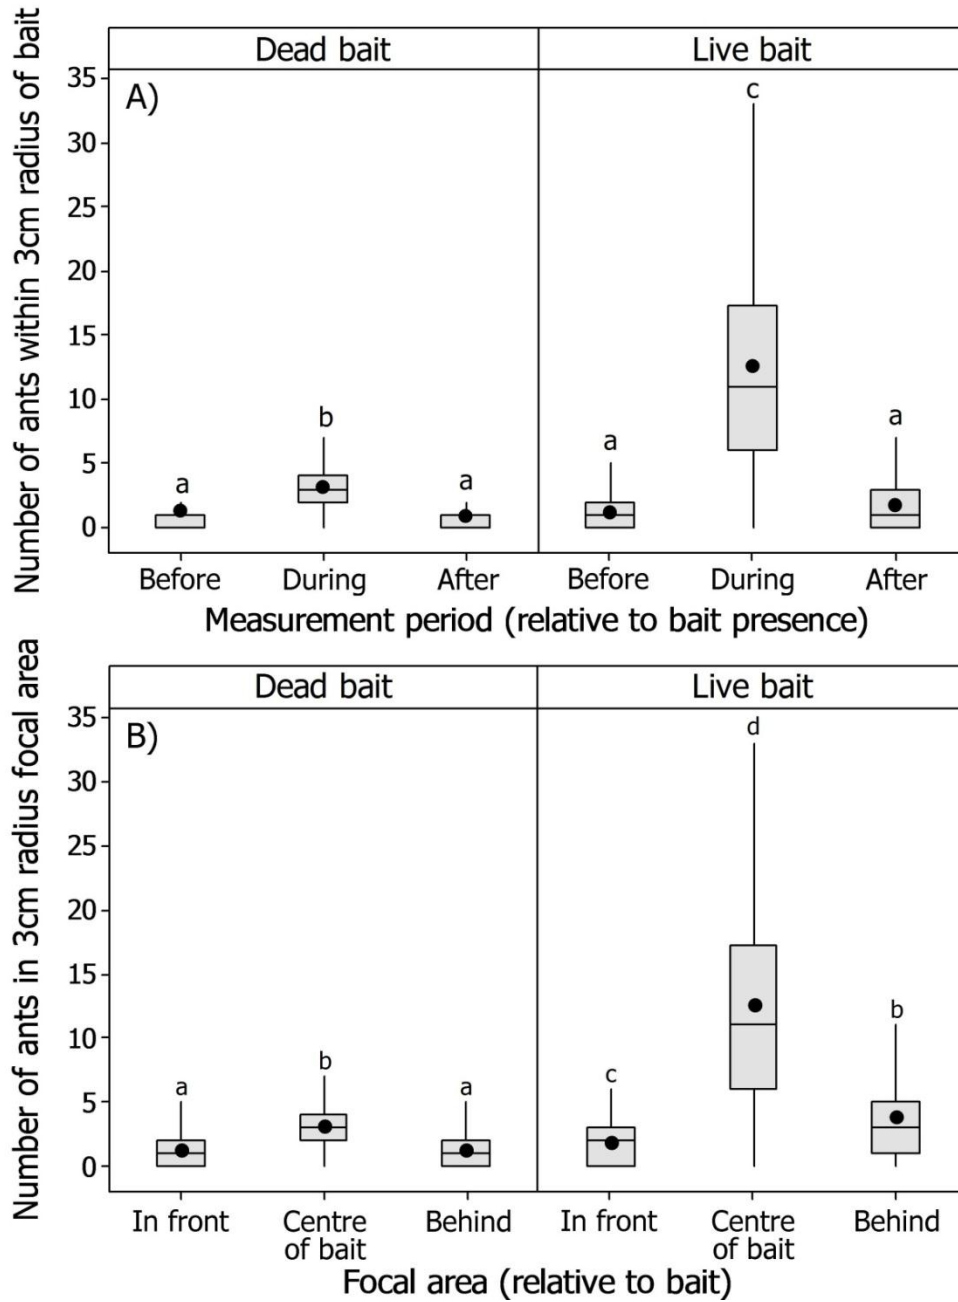 Dead bait Live bait
Number of ants within 3cm radius of bait
A)
35
30
25
20
15
10
5
0
a b a a c a
Before During After Before During After
Measurement period (relative to bait presence)
Dead bait Live bait
Number of ants in 3cm radius focal area
B)
35
30
25
20
15
10
5
0
a b a c d b
In front Centre of bait Behind In front Centre of bait Behind
Focal area (relative to bait)